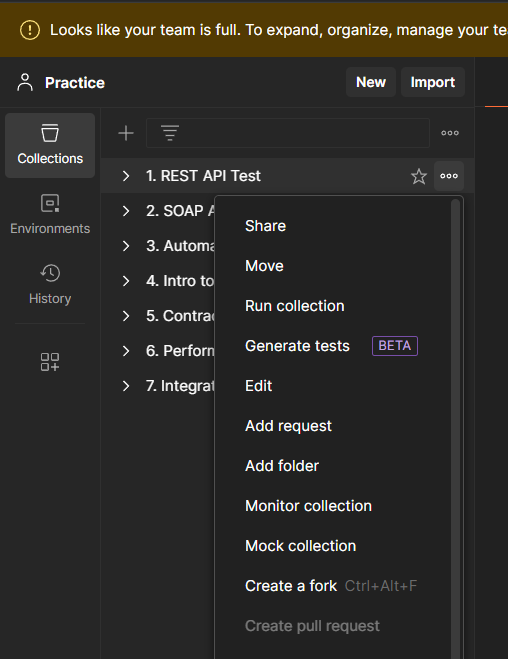 Looks like your team is full. To expand, organize, manage your te
Practice
New
Import
Collections
Environments
History
1. REST API Test
2. SOAP A
3. Automa
4. Intro to
5. Contrac
6. Perform
7. Integrat
Share
Move
Run collection
Generate tests BETA
Edit
Add request
Add folder
Monitor collection
Mock collection
Create a fork Ctrl+Alt+F
Create pull request